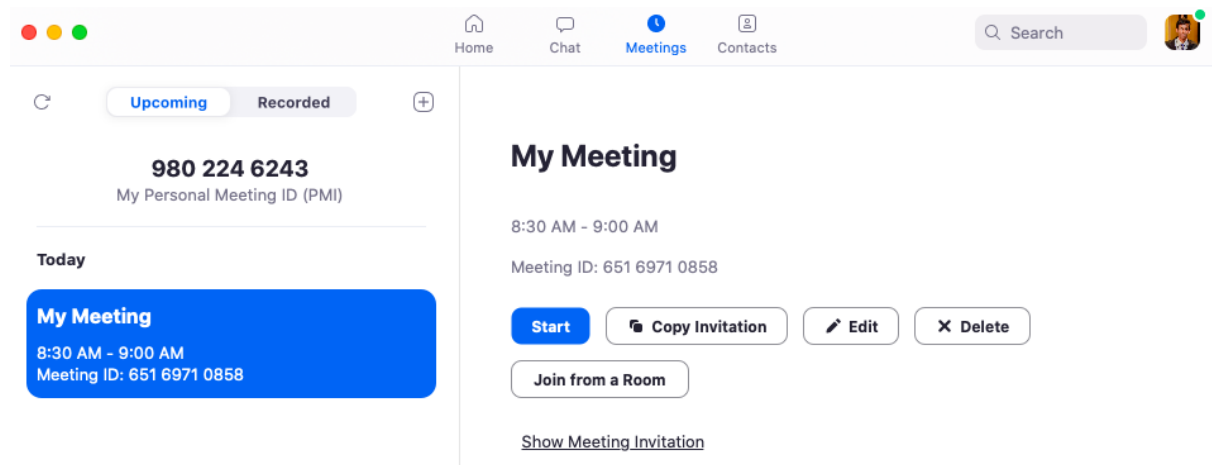 Home
Chat
Meetings
Contacts
Search
Upcoming
Recorded
980 224 6243
My Personal Meeting ID (PMI)
Today
My Meeting
8:30 AM - 9:00 AM
Meeting ID: 651 6971 0858
My Meeting
8:30 AM - 9:00 AM
Meeting ID: 651 6971 0858
Start
Copy Invitation
Edit
Delete
Join from a Room
Show Meeting Invitation